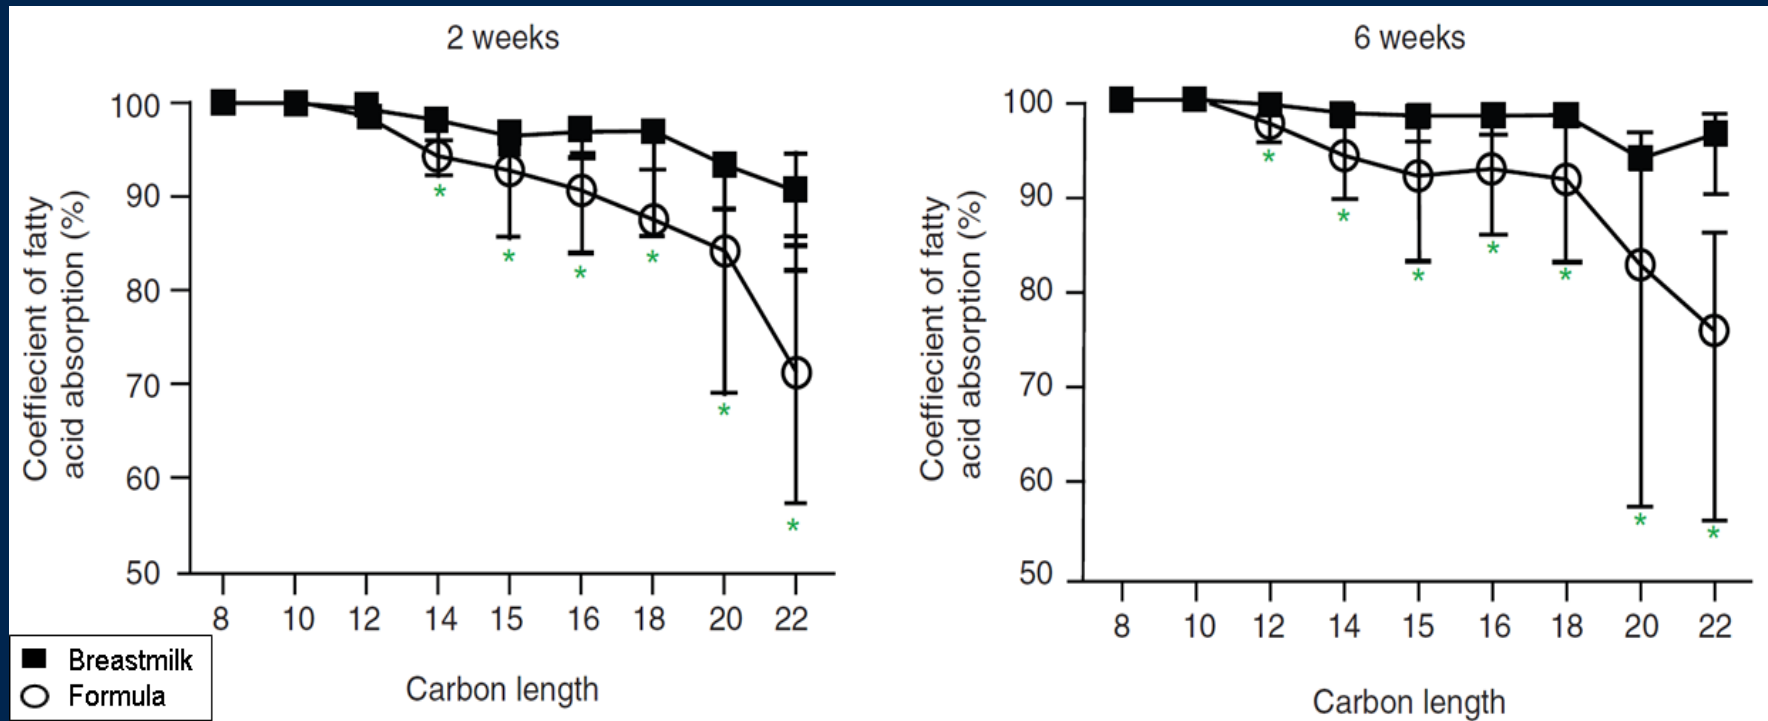 2 weeks
Coeffiecient of fatty
acid absorption (%)
100
90
80
70
60
50
8 10 12 14 15 16 18 20 22
Carbon length
* * * * * *
Breastmilk
Formula
6 weeks
Coeffiecient of fatty
acid absorption (%)
100
90
80
70
60
50
8 10 12 14 15 16 18 20 22
Carbon length
* * * * * * *